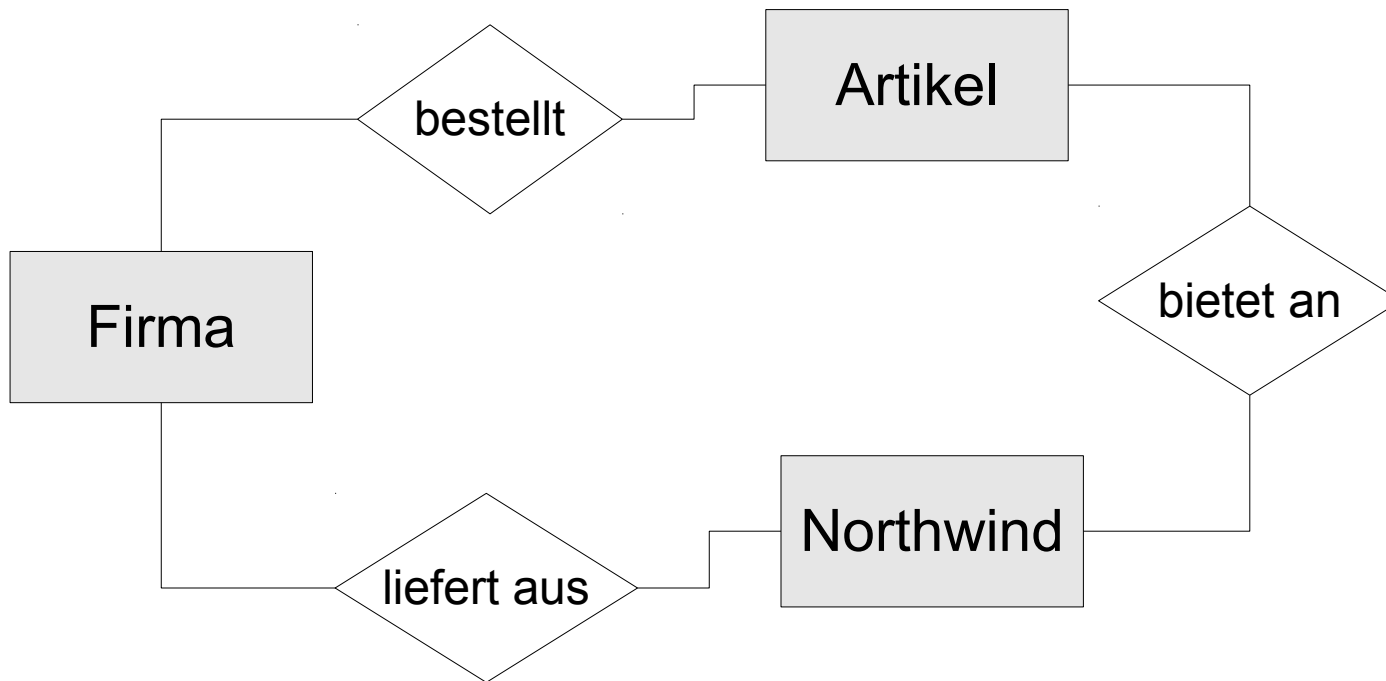 Artikel
bestellt
bietet an
Firma
Northwind
liefert aus